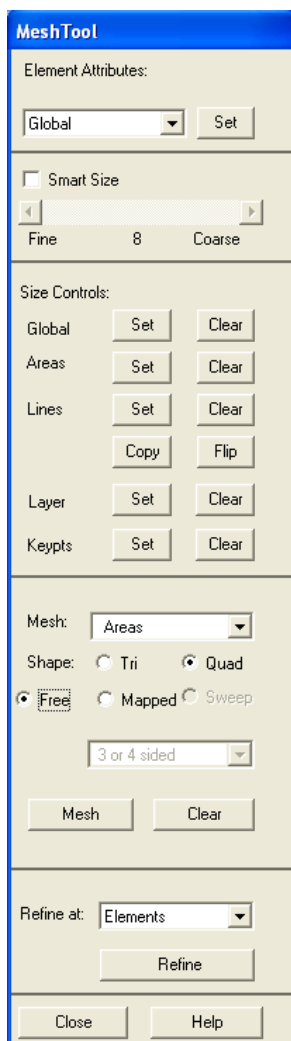 MeshTool
Element Attributes:
Global Set
Smart Size
Fine 8 Coarse
Size Controls:
Global Set Clear
Areas Set Clear
Lines Set Clear
Copy Flip
Layer Set Clear
Keypts Set Clear
Mesh: Areas
Shape: Tri Quad
Free Mapped Sweep
3 or 4 sided
Mesh Clear
Refine at: Elements
Refine
Close Help